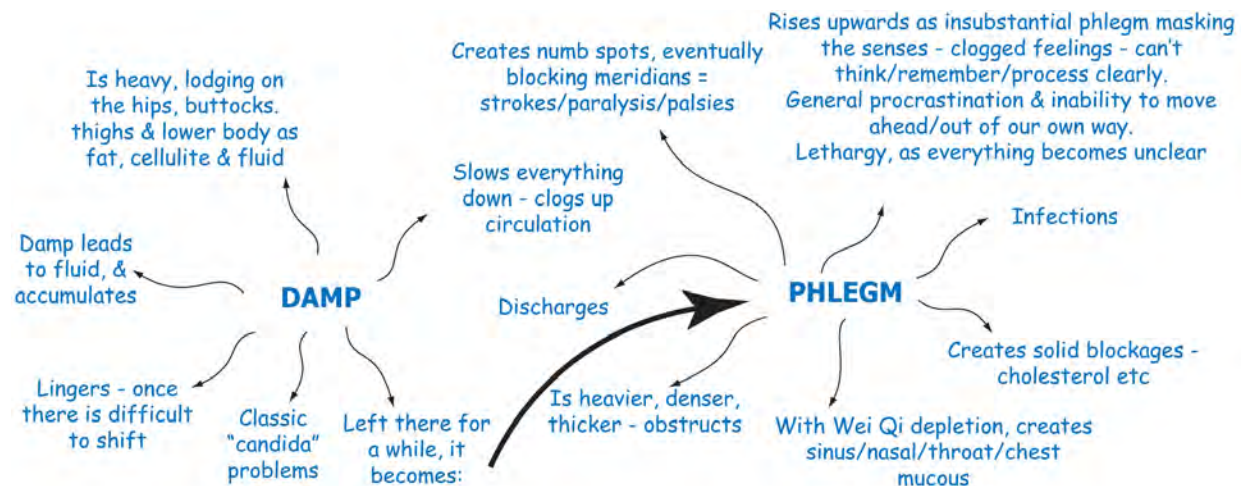 Is heavy, lodging on
the hips, buttocks.
thighs & lower body as
fat, cellulite & fluid
Slows everything
down - clogs up
circulation
Damp leads
to fluid, &
accumulates
DAMP
Lingers - once
there is difficult
to shift
Classic
"candida"
problems
Left there for
a while, it
becomes:
Creates numb spots, eventually
blocking meridians =
strokes/paralysis/palsies
Rises upwards as insubstantial phlegm masking
the senses - clogged feelings - can't
think/remember/process clearly.
General procrastination & inability to move
ahead/out of our own way.
Lethargy, as everything becomes unclear
Infections
Discharges
PHLEGM
Is heavier, denser,
thicker - obstructs
With Wei Qi depletion, creates
sinus/nasal/throat/chest
mucous
Creates solid blockages -
cholesterol etc